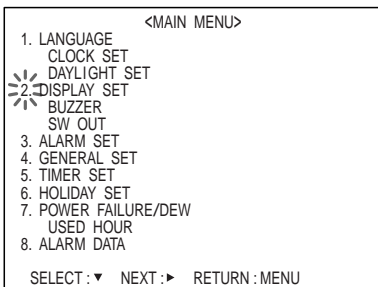 <MAIN MENU>
1. LANGUAGE
CLOCK SET
DAYLIGHT SET
2. DISPLAY SET
BUZZER
SW OUT
3. ALARM SET
4. GENERAL SET
5. TIMER SET
6. HOLIDAY SET
7. POWER FAILURE/DEW
USED HOUR
8. ALARM DATA
SELECT : ▼ NEXT : ► RETURN : MENU